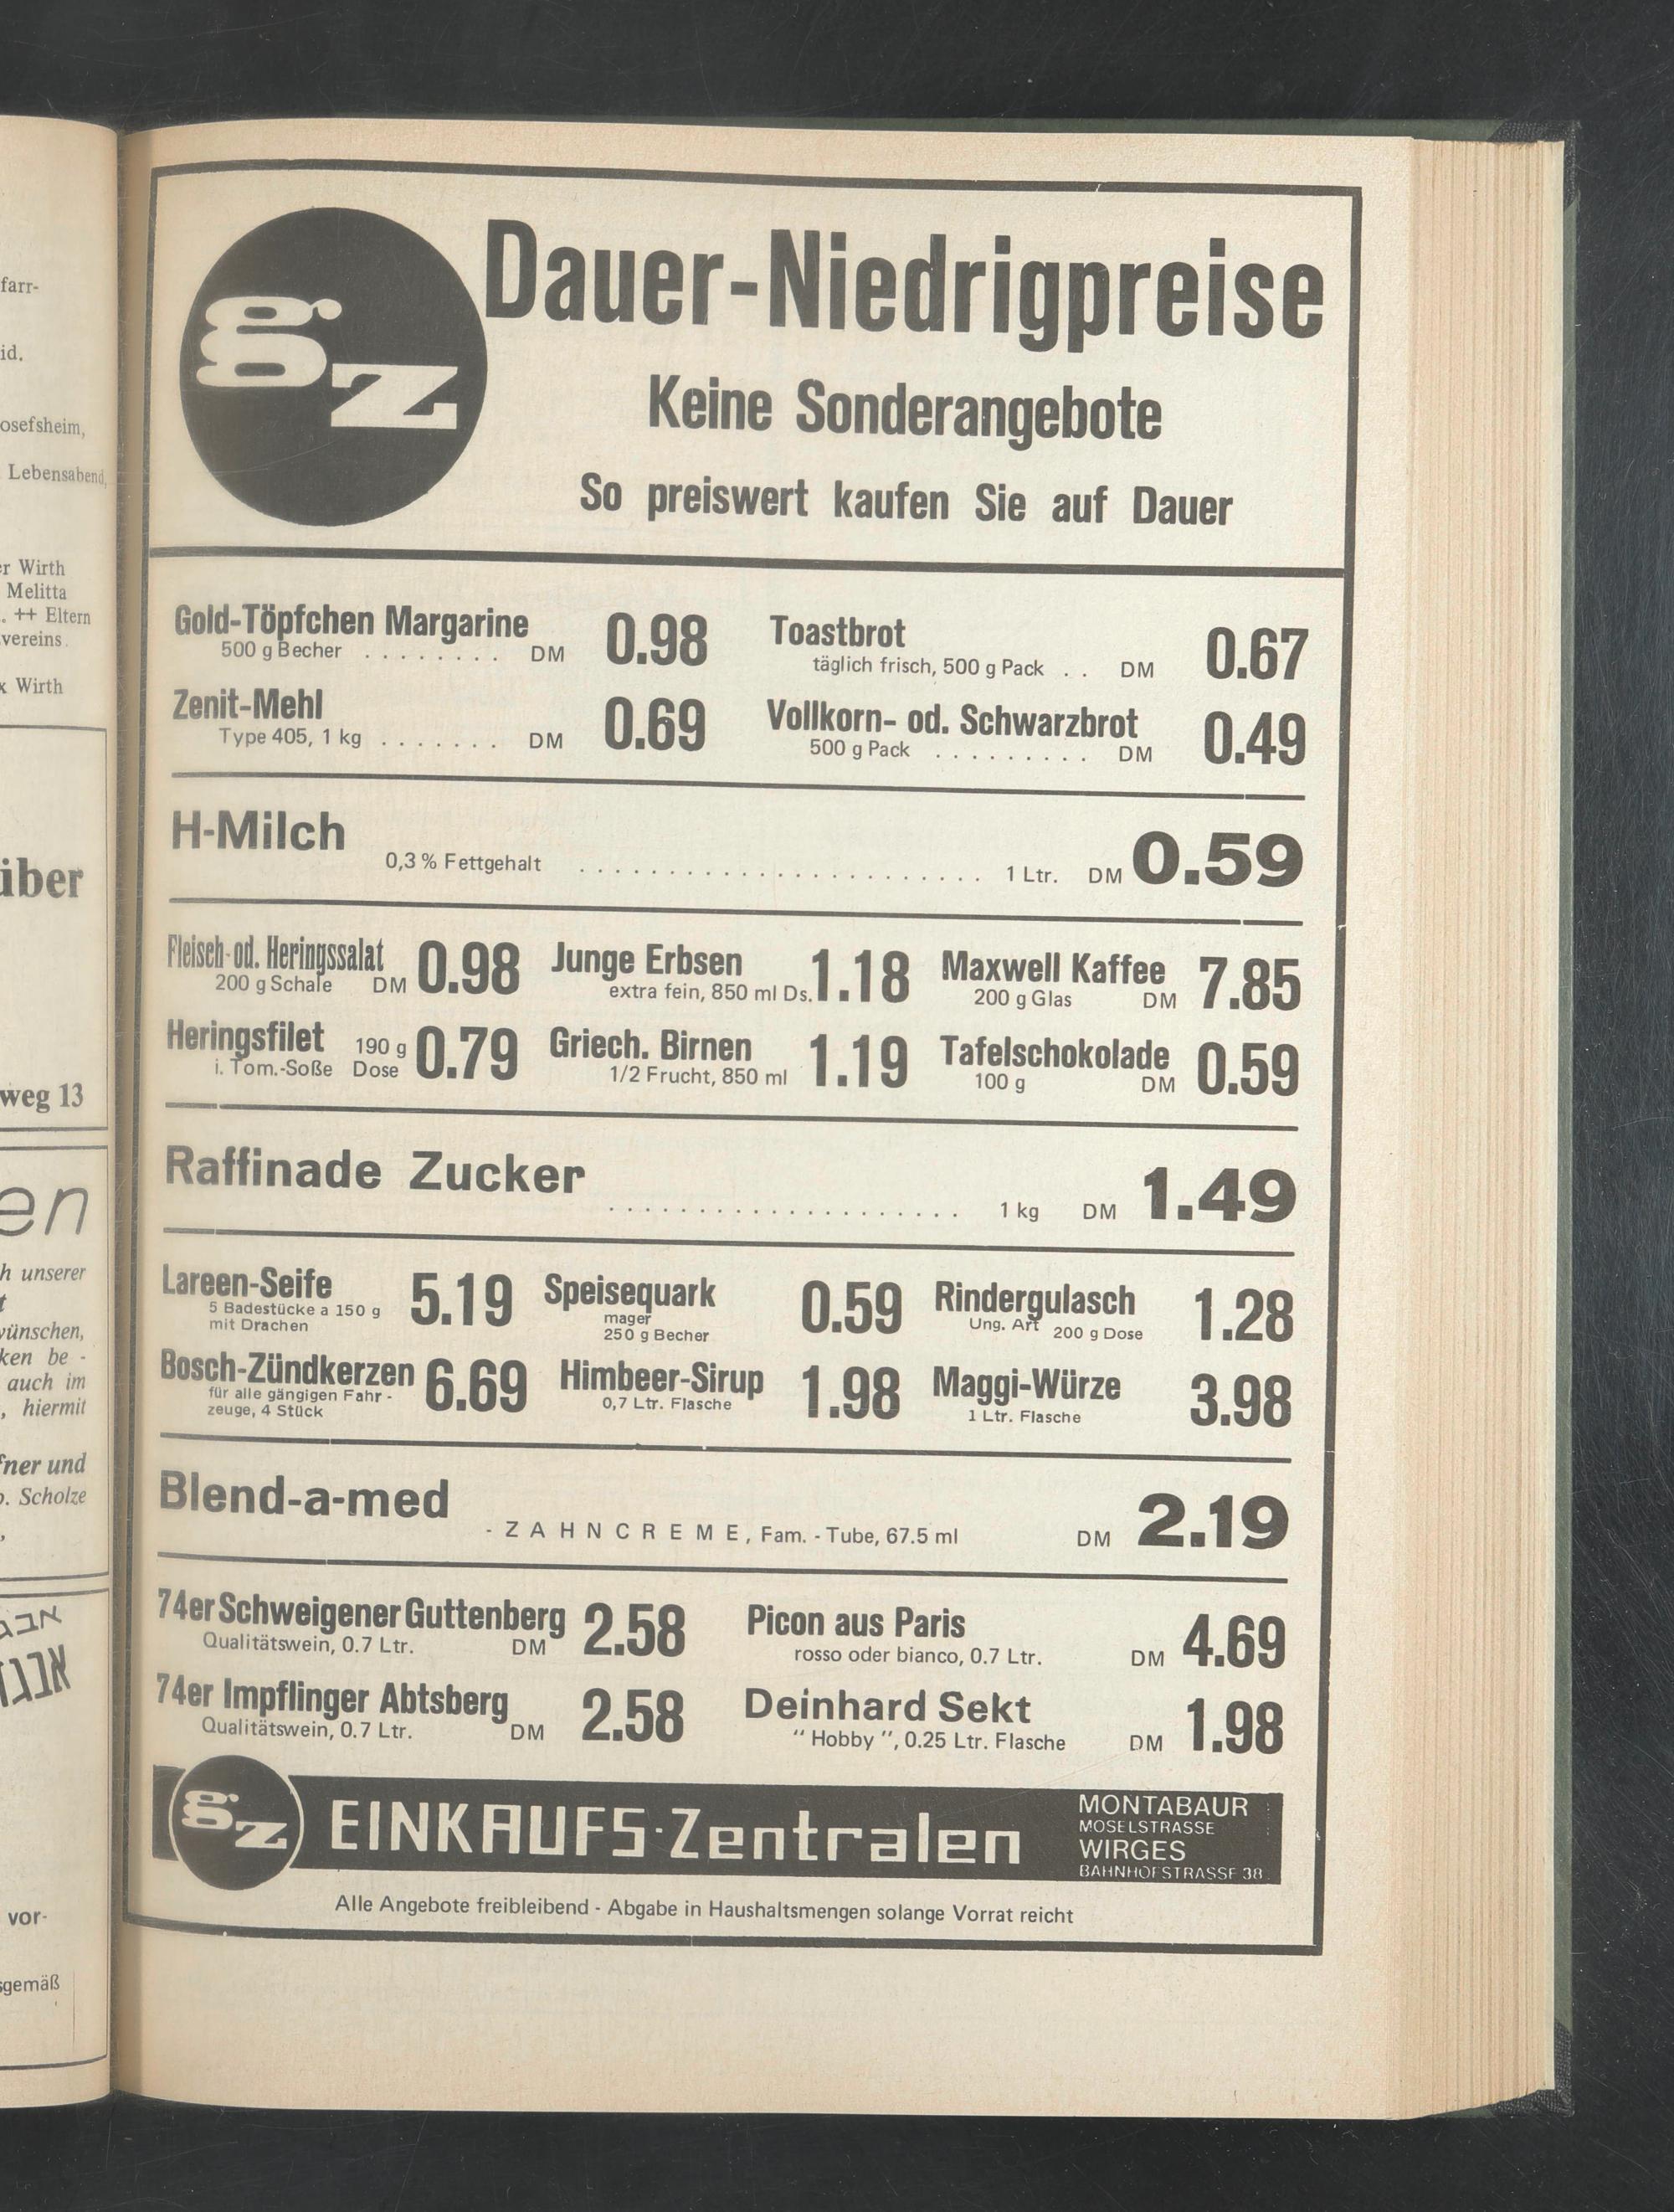 farr-
id.
osefsheim,
Lebensabend,
er Wirth
Melitta
. ++ Eltern
vereins.
x Wirth
über
weg 13
en
h unserer
t
wünschen,
ken be -
auch im
, hiermit
fner und
o. Scholze
vor-
sgemäß
gz
Dauer-Niedrigpreise
Keine Sonderangebote
So preiswert kaufen Sie auf Dauer
Gold-Töpfchen Margarine
500 g Becher ........ DM 0.98
Toastbrot
täglich frisch, 500 g Pack .. DM 0.67
Zenit-Mehl
Type 405, 1 kg ....... DM 0.69
Vollkorn- od. Schwarzbrot
500 g Pack ......... DM 0.49
H-Milch
0,3 % Fettgehalt ....................... 1 Ltr. DM 0.59
Fleisch-od. Heringssalat
200 g Schale DM 0.98
Junge Erbsen
extra fein, 850 ml Ds. 1.18
Maxwell Kaffee
200 g Glas DM 7.85
Heringsfilet 190 g
i. Tom.-Soße Dose 0.79
Griech. Birnen
1/2 Frucht, 850 ml 1.19
Tafelschokolade
100 g DM 0.59
Raffinade Zucker
.................... 1 kg DM 1.49
Lareen-Seife 5.19
5 Badestücke a 150 g
mit Drachen
Speisequark 0.59
mager
250 g Becher
Rindergulasch 1.28
Ung. Art 200 g Dose
Bosch-Zündkerzen 6.69
für alle gängigen Fahr -
zeuge, 4 Stück
Himbeer-Sirup 1.98
0,7 Ltr. Flasche
Maggi-Würze 3.98
1 Ltr. Flasche
Blend-a-med
- ZAHNCREME, Fam. - Tube, 67.5 ml DM 2.19
74er Schweigener Guttenberg
Qualitätswein, 0.7 Ltr. DM 2.58
Picon aus Paris
rosso oder bianco, 0.7 Ltr. DM 4.69
74er Impflinger Abtsberg
Qualitätswein, 0.7 Ltr. DM 2.58
Deinhard Sekt
" Hobby ", 0.25 Ltr. Flasche DM 1.98
gz EINKAUFS-Zentralen
MONTABAUR
MOSELSTRASSE
WIRGES
BAHNHOFSTRASSE 38
Alle Angebote freibleibend - Abgabe in Haushaltsmengen solange Vorrat reicht